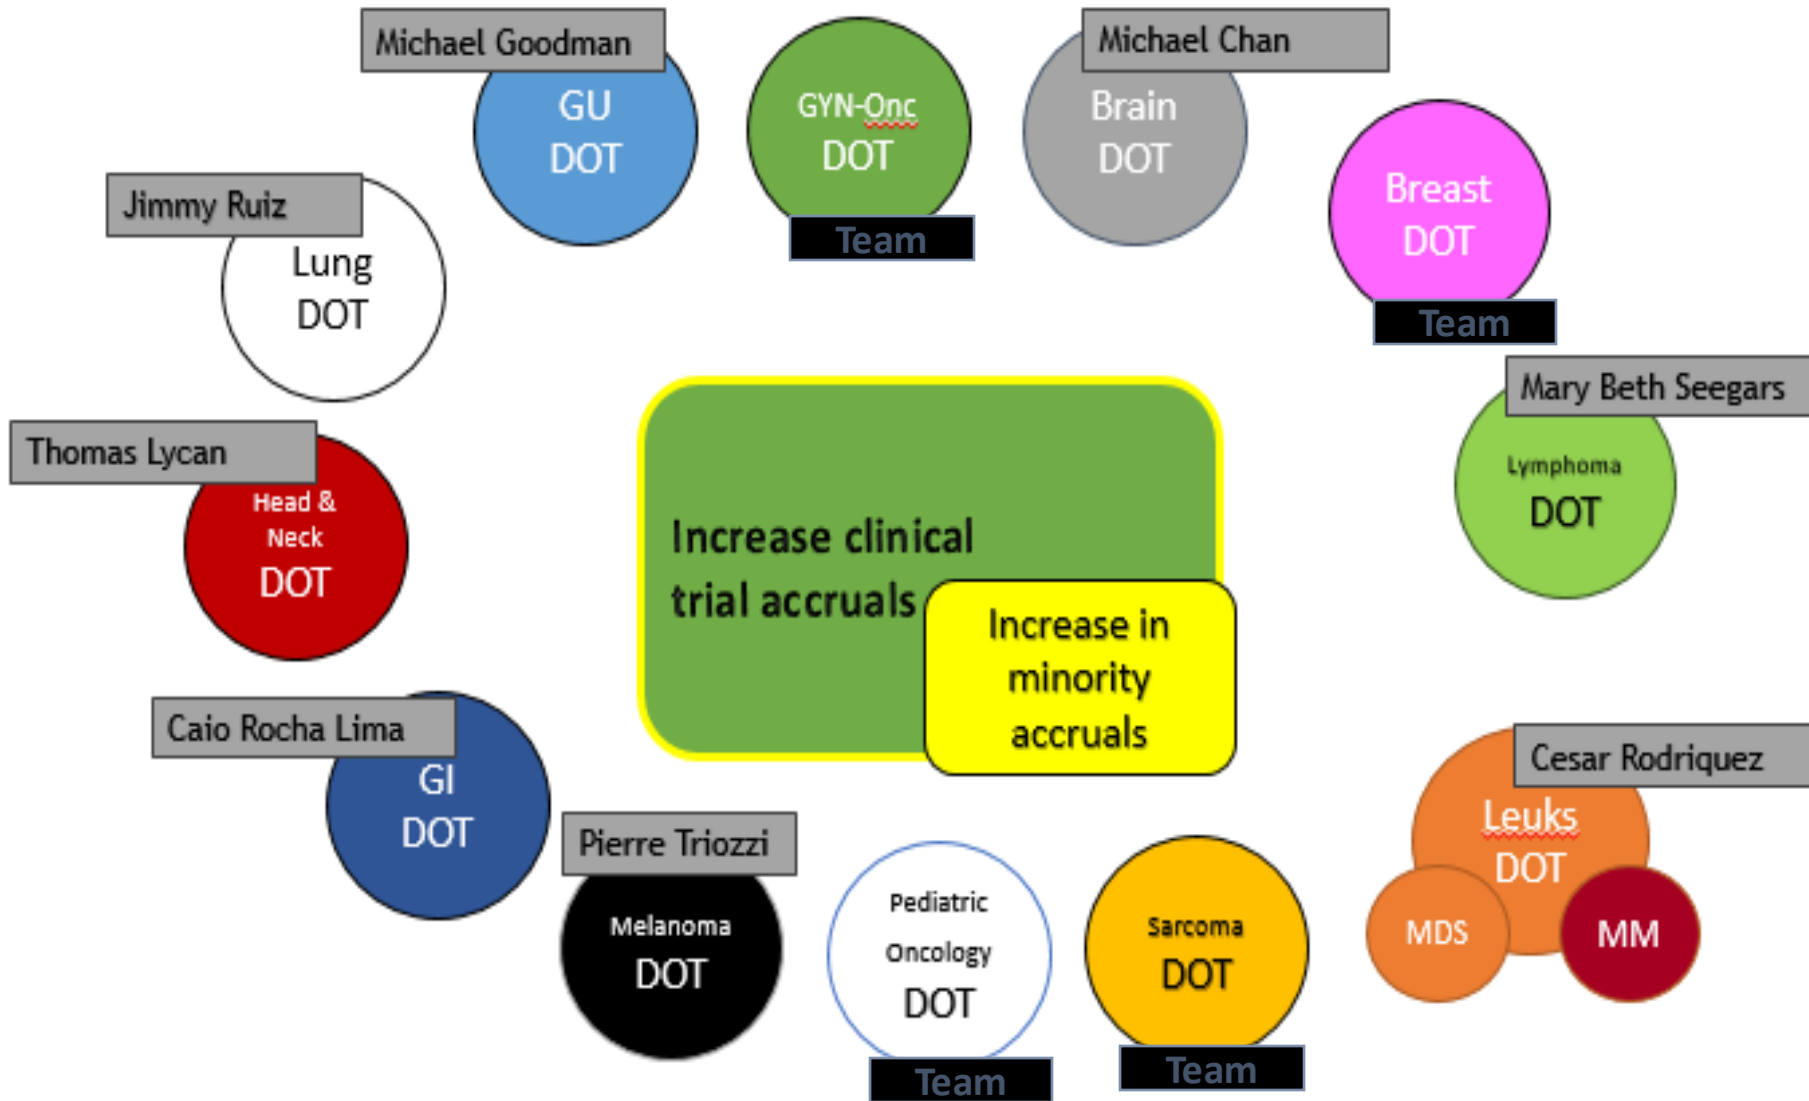 Michael Goodman
GU
DOT
GYN-Onc
DOT
Team
Michael Chan
Brain
DOT
Breast
DOT
Team
Jimmy Ruiz
Lung
DOT
Mary Beth Seegars
Lymphoma
DOT
Thomas Lycan
Head &
Neck
DOT
Increase clinical
trial accruals
Increase in
minority
accruals
Caio Rocha Lima
GI
DOT
Cesar Rodriquez
Leuks
DOT
MDS
MM
Pierre Triozzi
Melanoma
DOT
Pediatric
Oncology
DOT
Team
Sarcoma
DOT
Team